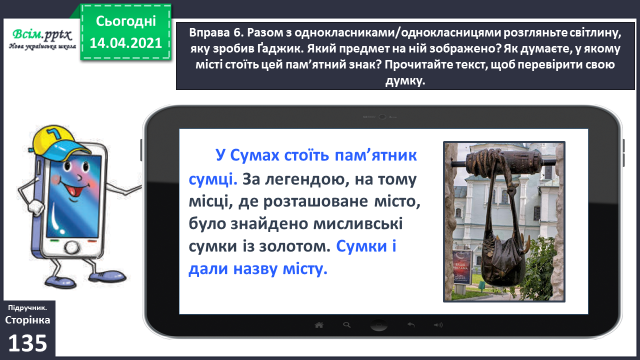 Всім.pptx
Нова українська школа
Сьогодні
14.04.2021
Вправа 6. Разом з однокласниками/однокласницями розгляньте світлину,
яку зробив Ґаджик. Який предмет на ній зображено? Як думаєте, у якому
місті стоїть цей пам’ятний знак? Прочитайте текст, щоб перевірити свою
думку.
У Сумах стоїть пам’ятник
сумці. За легендою, на тому
місці, де розташоване місто,
було знайдено мисливські
сумки із золотом. Сумки і
дали назву місту.
Підручник.
Сторінка
135